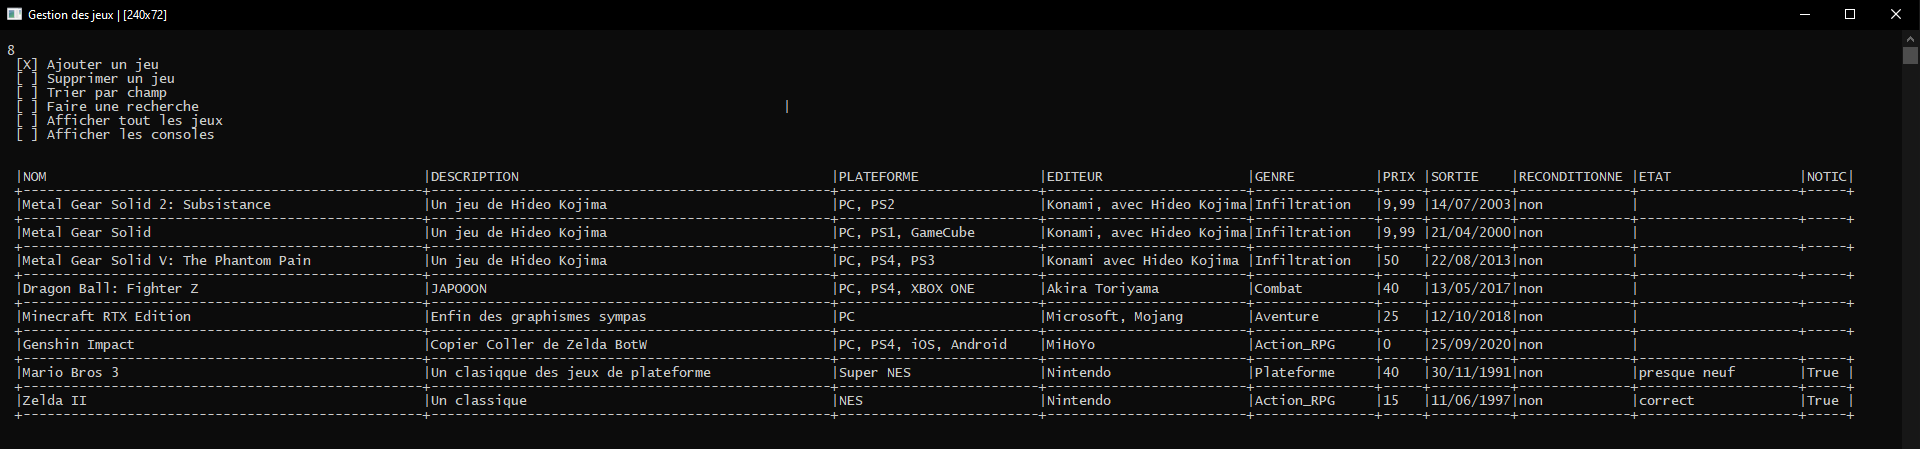 Gestion des jeux | [240x72]
8
[X] Ajouter un jeu
[ ] Supprimer un jeu
[ ] Trier par champ
[ ] Faire une recherche |
[ ] Afficher tout les jeux
[ ] Afficher les consoles
|NOM |DESCRIPTION |PLATEFORME |EDITEUR |GENRE |PRIX |SORTIE |RECONDITIONNE |ETAT |NOTIC|
|Metal Gear Solid 2: Subsistance |Un jeu de Hideo Kojima |PC, PS2 |Konami, avec Hideo Kojima|Infiltration |9,99 |14/07/2003|non |
|Metal Gear Solid |Un jeu de Hideo Kojima |PC, PS1, GameCube |Konami, avec Hideo Kojima|Infiltration |9,99 |21/04/2000|non |
|Metal Gear Solid V: The Phantom Pain |Un jeu de Hideo Kojima |PC, PS4, PS3 |Konami avec Hideo Kojima |Infiltration |50 |22/08/2013|non |
|Dragon Ball: Fighter Z |JAPOOON |PC, PS4, XBOX ONE |Akira Toriyama |Combat |40 |13/05/2017|non |
|Minecraft RTX Edition |Enfin des graphismes sympas |PC |Microsoft, Mojang |Aventure |25 |12/10/2018|non |
|Genshin Impact |Copier Coller de Zelda BotW |PC, PS4, iOS, Android |MiHoYo |Action_RPG |0 |25/09/2020|non |
|Mario Bros 3 |Un clasiqque des jeux de plateforme |Super NES |Nintendo |Plateforme |40 |30/11/1991|non |presque neuf |True |
|Zelda II |Un classique |NES |Nintendo |Action_RPG |15 |11/06/1997|non |correct |True |